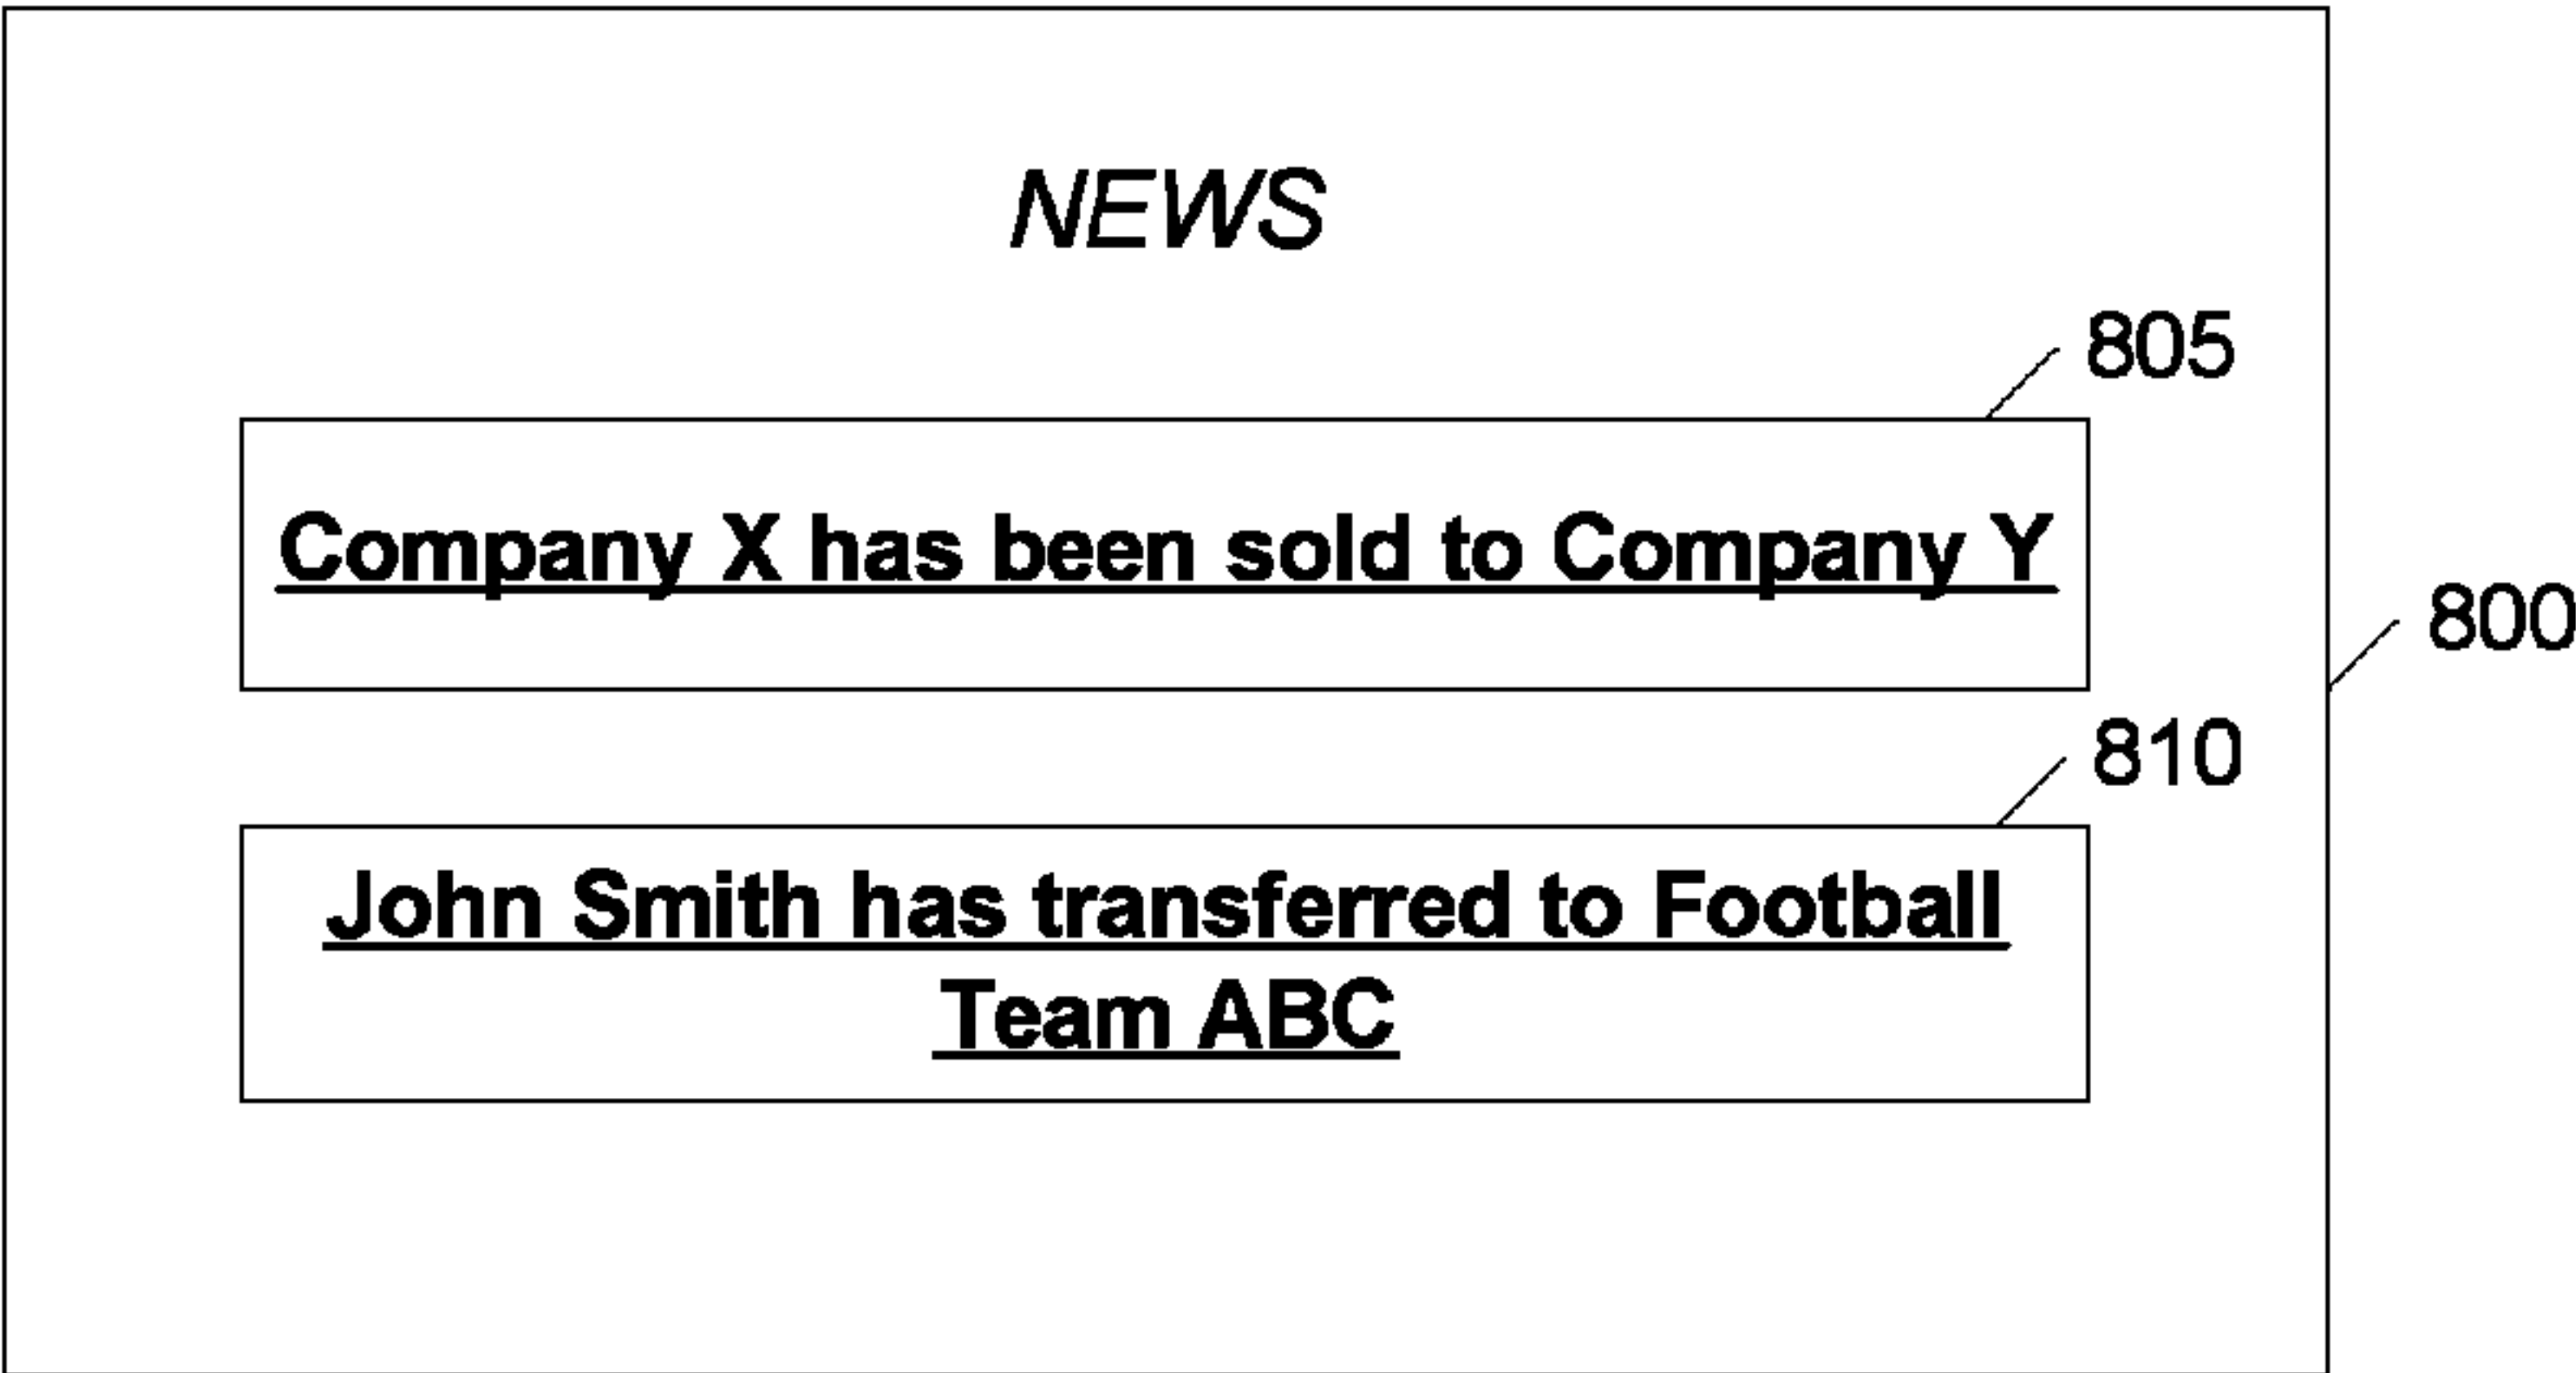 NEWS
805
Company X has been sold to Company Y
800
810
John Smith has transferred to Football
Team ABC